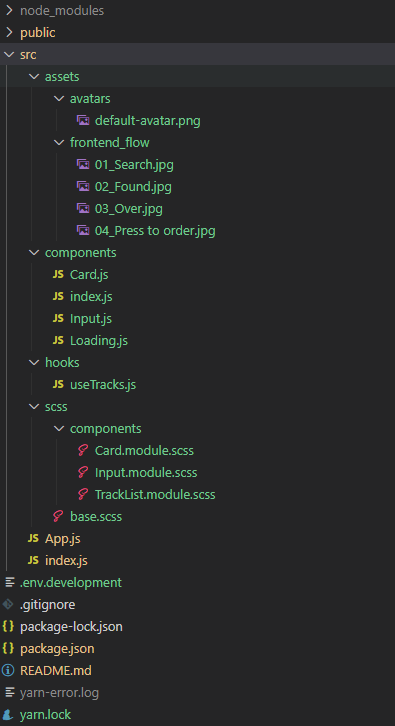 node_modules
public
src
assets
avatars
default-avatar.png
frontend_flow
01_Search.jpg
02_Found.jpg
03_Over.jpg
04_Press to order.jpg
components
JS Card.js
JS index.js
JS Input.js
JS Loading.js
hooks
JS useTracks.js
scss
components
Card.module.scss
Input.module.scss
TrackList.module.scss
base.scss
JS App.js
JS index.js
.env.development
.gitignore
{} package-lock.json
{} package.json
README.md
yarn-error.log
yarn.lock